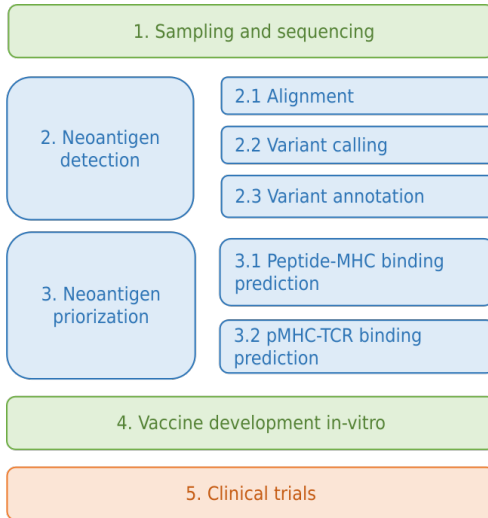 1. Sampling and sequencing
2. Neoantigen
detection
2.1 Alignment
2.2 Variant calling
2.3 Variant annotation
3. Neoantigen
priorization
3.1 Peptide-MHC binding
prediction
3.2 pMHC-TCR binding
prediction
4. Vaccine development in-vitro
5. Clinical trials